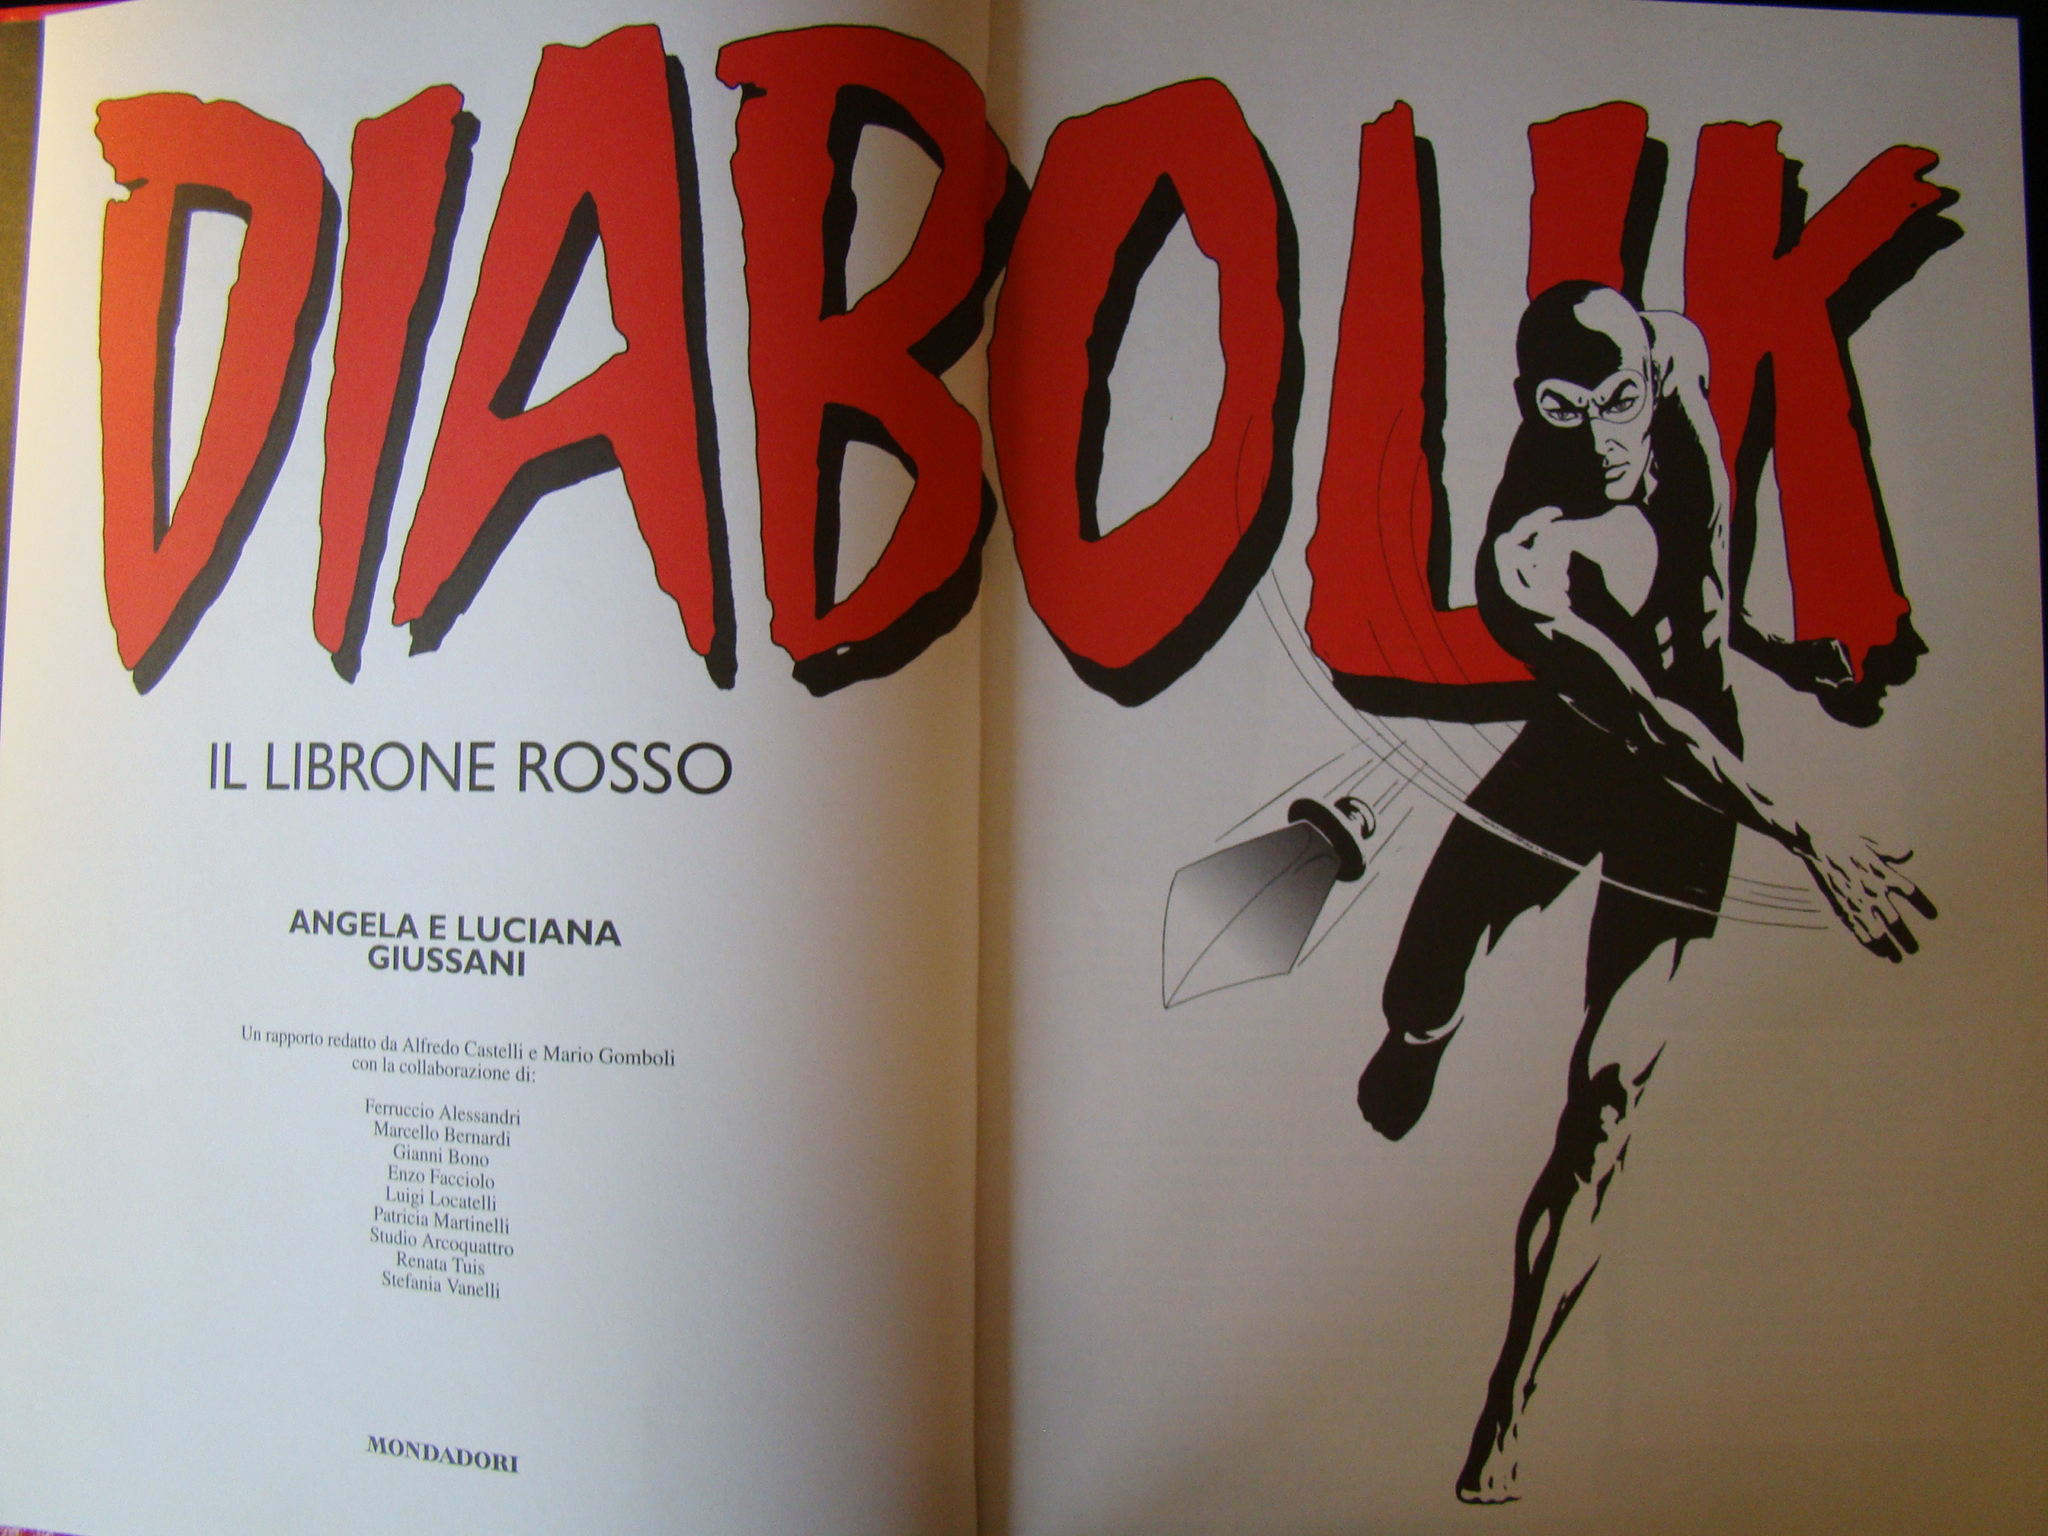 DIABOLIK
IL LIBRONE ROSSO
ANGELA E LUCIANA
GIUSSANI
Un rapporto redatto da Alfredo Castelli e Mario Gomboli
con la collaborazione di:
Ferruccio Alessandri
Marcello Bernardi
Gianni Bono
Enzo Facciolo
Luigi Locatelli
Patricia Martinelli
Studio Arcoquattro
Renata Tuis
Stefania Vanelli
MONDADORI